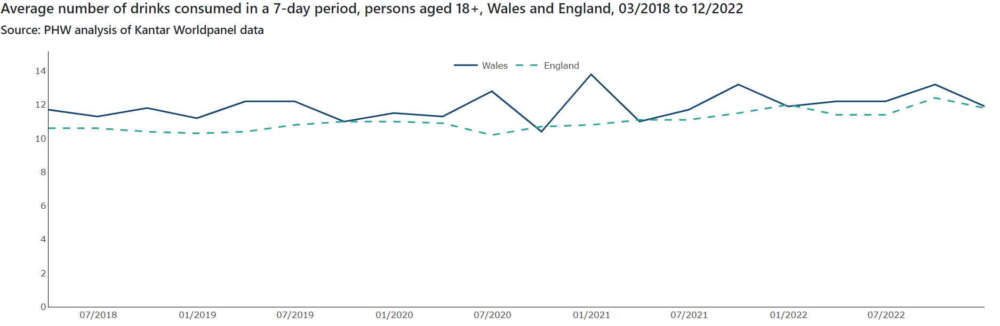 Average number of drinks consumed in a 7-day period, persons aged 18+, Wales and England, 03/2018 to 12/2022
Source: PHW analysis of Kantar Worldpanel data
Wales England
14
12
10
8
6
4
2
0
07/2018 01/2019 07/2019 01/2020 07/2020 01/2021 07/2021 01/2022 07/2022